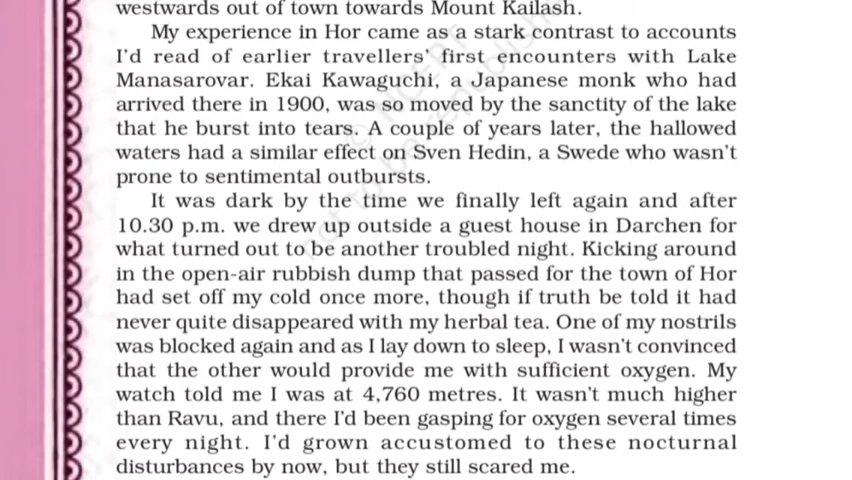 westwards out of town towards Mount Kailash.
My experience in Hor came as a stark contrast to accounts
I'd read of earlier travellers' first encounters with Lake
Manasarovar. Ekai Kawaguchi, a Japanese monk who had
arrived there in 1900, was so moved by the sanctity of the lake
that he burst into tears. A couple of years later, the hallowed
waters had a similar effect on Sven Hedin, a Swede who wasn't
prone to sentimental outbursts.
It was dark by the time we finally left again and after
10.30 p.m. we drew up outside a guest house in Darchen for
what turned out to be another troubled night. Kicking around
in the open-air rubbish dump that passed for the town of Hor
had set off my cold once more, though if truth be told it had
never quite disappeared with my herbal tea. One of my nostrils
was blocked again and as I lay down to sleep, I wasn't convinced
that the other would provide me with sufficient oxygen. My
watch told me I was at 4,760 metres. It wasn't much higher
than Ravu, and there I'd been gasping for oxygen several times
every night. I'd grown accustomed to these nocturnal
disturbances by now, but they still scared me.